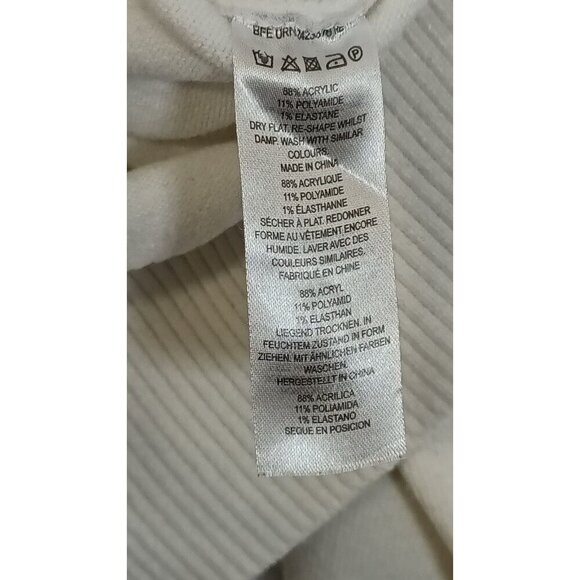 BFE URN
P
88% ACRYLIC
11% POLYAMIDE
1% ELASTANE
DRY FLAT. RE-SHAPE WHILST
DAMP. WASH WITH SIMILAR
COLOURS.
MADE IN CHINA
88% ACRYLIQUE
11% POLYAMIDE
1% ÉLASTHANNE
SÉCHER À PLAT. REDONNER
FORME AU VÊTEMENT ENCORE
HUMIDE. LAVER AVEC DES
COULEURS SIMILAIRES.
FABRIQUÉ EN CHINE
88% ACRYL
11% POLYAMID
1% ELASTHAN
LIEGEND TROCKNEN. IN
FEUCHTEM ZUSTAND IN FORM
ZIEHEN. MIT ÄHNLICHEN FARBEN
WASCHEN.
HERGESTELLT IN CHINA
88% ACRILICA
11% POLIAMIDA
1% ELASTANO
SEQUE EN POSICION